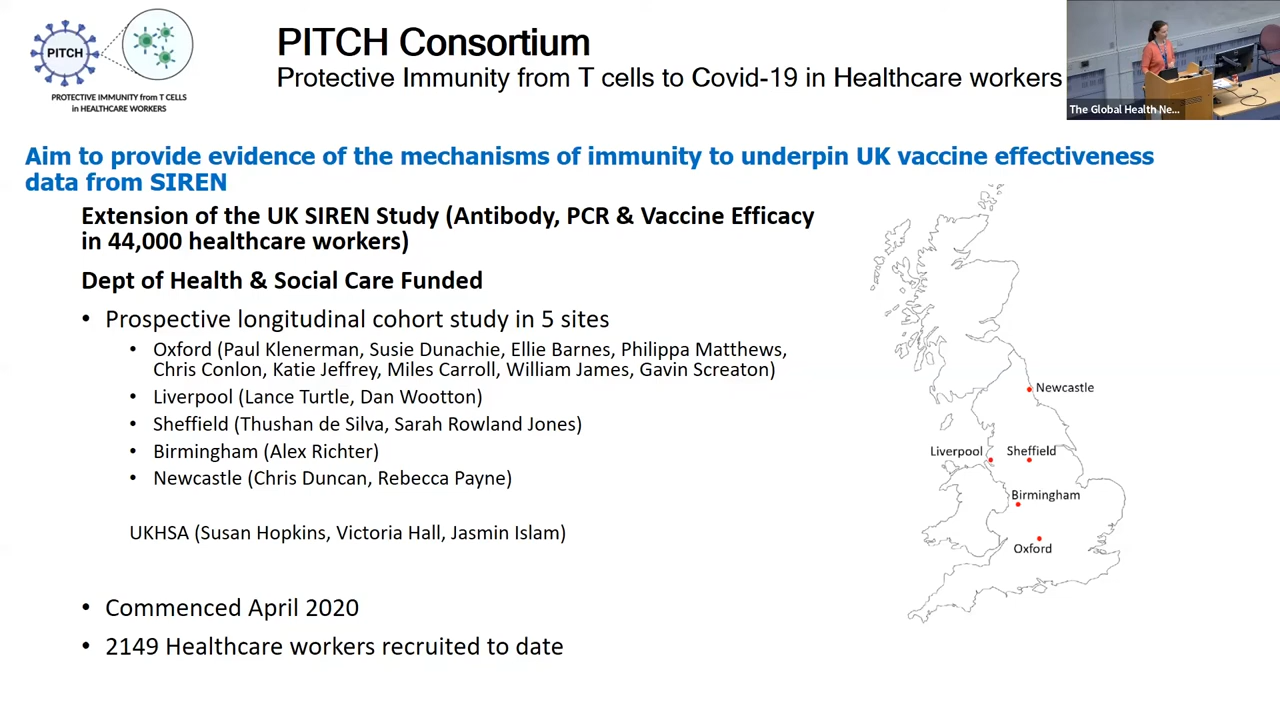 PITCH
PROTECTIVE IMMUNITY from T CELLS
in HEALTHCARE WORKERS
PITCH Consortium
Protective Immunity from T cells to Covid-19 in Healthcare workers
The Global Health Ne...
Aim to provide evidence of the mechanisms of immunity to underpin UK vaccine effectiveness
data from SIREN
Extension of the UK SIREN Study (Antibody, PCR & Vaccine Efficacy
in 44,000 healthcare workers)
Dept of Health & Social Care Funded
• Prospective longitudinal cohort study in 5 sites
• Oxford (Paul Klenerman, Susie Dunachie, Ellie Barnes, Philippa Matthews,
Chris Conlon, Katie Jeffrey, Miles Carroll, William James, Gavin Screaton)
• Liverpool (Lance Turtle, Dan Wootton)
• Sheffield (Thushan de Silva, Sarah Rowland Jones)
• Birmingham (Alex Richter)
• Newcastle (Chris Duncan, Rebecca Payne)
UKHSA (Susan Hopkins, Victoria Hall, Jasmin Islam)
• Commenced April 2020
• 2149 Healthcare workers recruited to date
Newcastle
Liverpool
Sheffield
Birmingham
Oxford